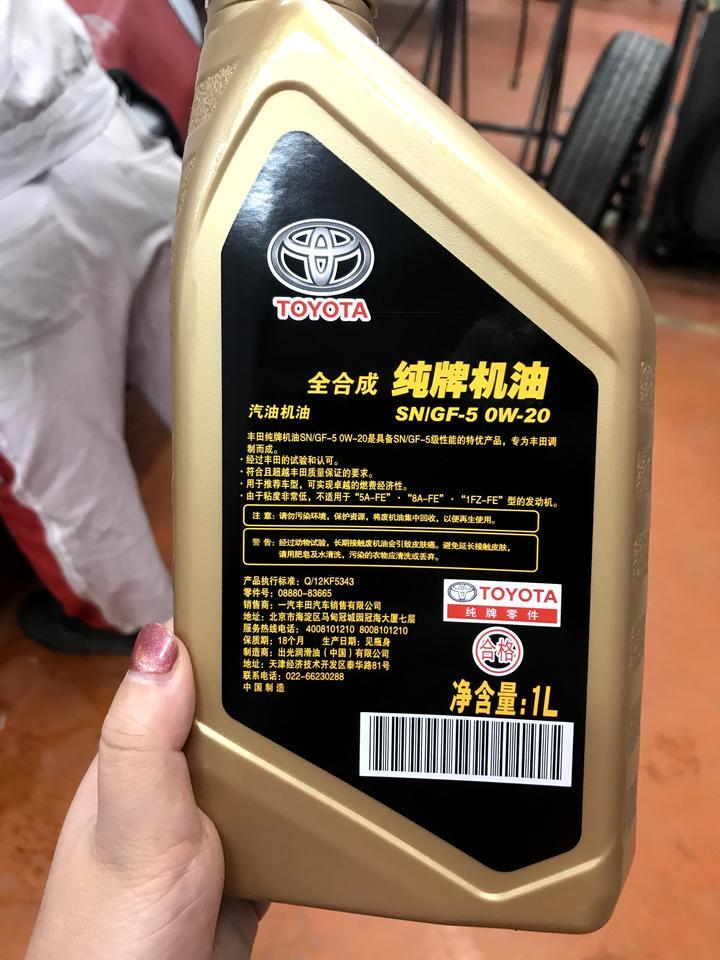 TOYOTA
全合成 纯牌机油
汽油机油 SN/GF-5 0W-20
丰田纯牌机油SN/GF-5 0W-20是具备SN/GF-5级性能的特优产品，专为丰田调
制而成。
·经过丰田的试验和认可。
·符合且超越丰田质量保证的要求。
·用于推荐车型，可实现卓越的燃费经济性。
·由于粘度非常低，不适用于“5A-FE”·“8A-FE”·“1FZ-FE”型的发动机。
注意：请勿污染环境，保护资源，将废机油集中回收，以便再生使用。
警告：经过动物试验，长期接触废机油会引致皮肤癌。避免延长接触皮肤，
请用肥皂及水清洗，污染的衣物应清洗或丢弃。
产品执行标准：Q/12KF5343
零件号：08880-83665
销售商：一汽丰田汽车销售有限公司
地址：北京市海淀区马甸冠城园冠海大厦七层
服务热线电话：4008101210 8008101210
保质期：18个月 生产日期：见瓶身
制造商：出光润滑油（中国）有限公司
地址：天津经济技术开发区泰华路81号
联系电话：022-66230288
中国制造
TOYOTA
纯牌零件
合格
净含量：1L